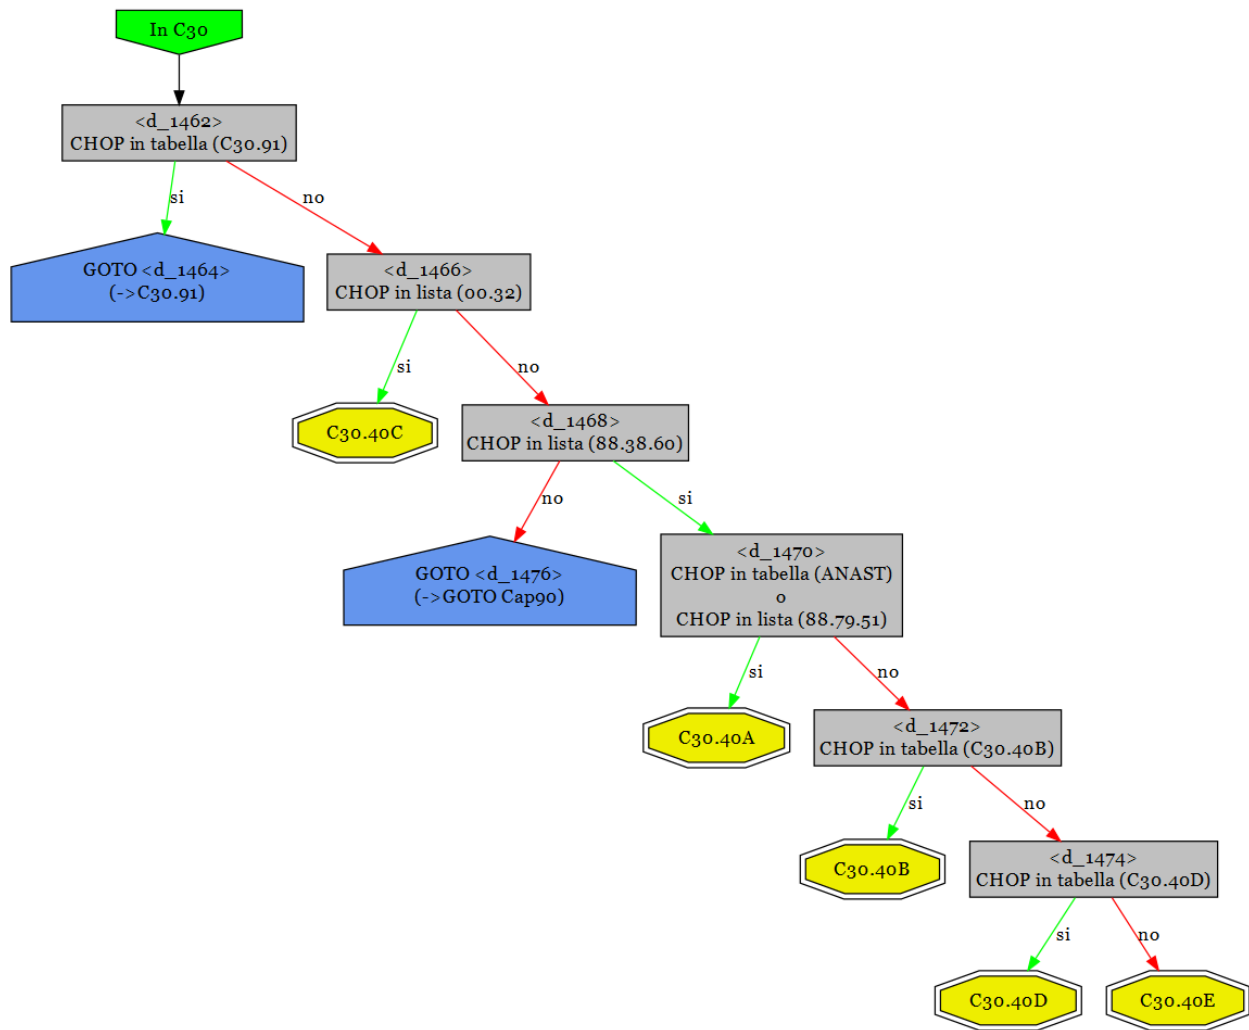 In C30
<d_1462>
CHOP in tabella (C30.91)
si
no
GOTO <d_1464>
(->C30.91)
<d_1466>
CHOP in lista (00.32)
si
no
C30.40C
<d_1468>
CHOP in lista (88.38.60)
no
si
GOTO <d_1476>
(->GOTO Cap90)
<d_1470>
CHOP in tabella (ANAST)
o
CHOP in lista (88.79.51)
si
no
C30.40A
<d_1472>
CHOP in tabella (C30.40B)
si
no
C30.40B
<d_1474>
CHOP in tabella (C30.40D)
si
no
C30.40D
C30.40E